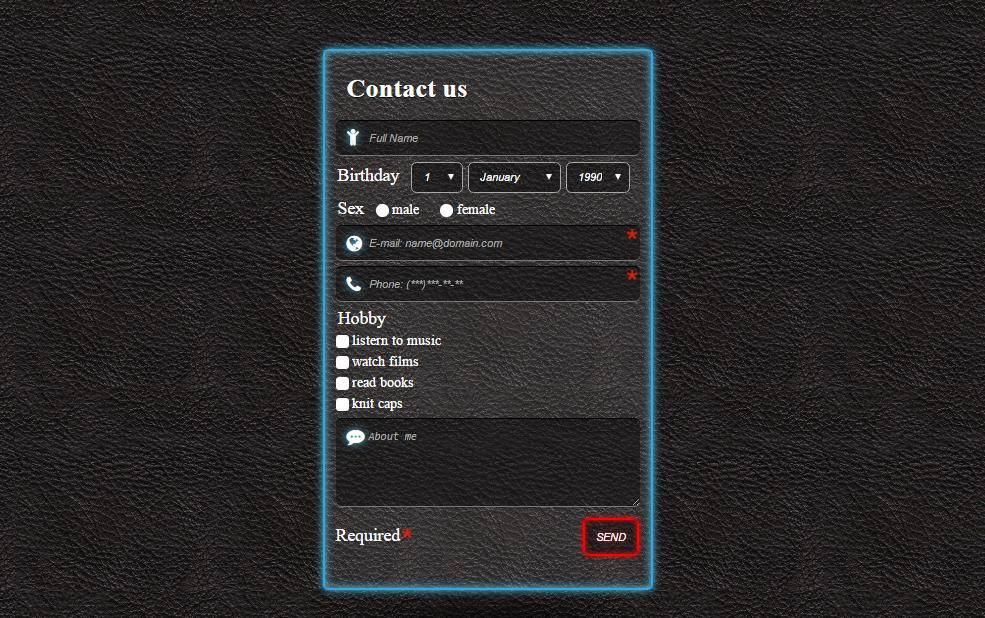 Contact us
Full Name
Birthday 1 January 1990
Sex male female
E-mail: name@domain.com *
Phone: (***)***-**-** *
Hobby
listern to music
watch films
read books
knit caps
About me
Required* SEND